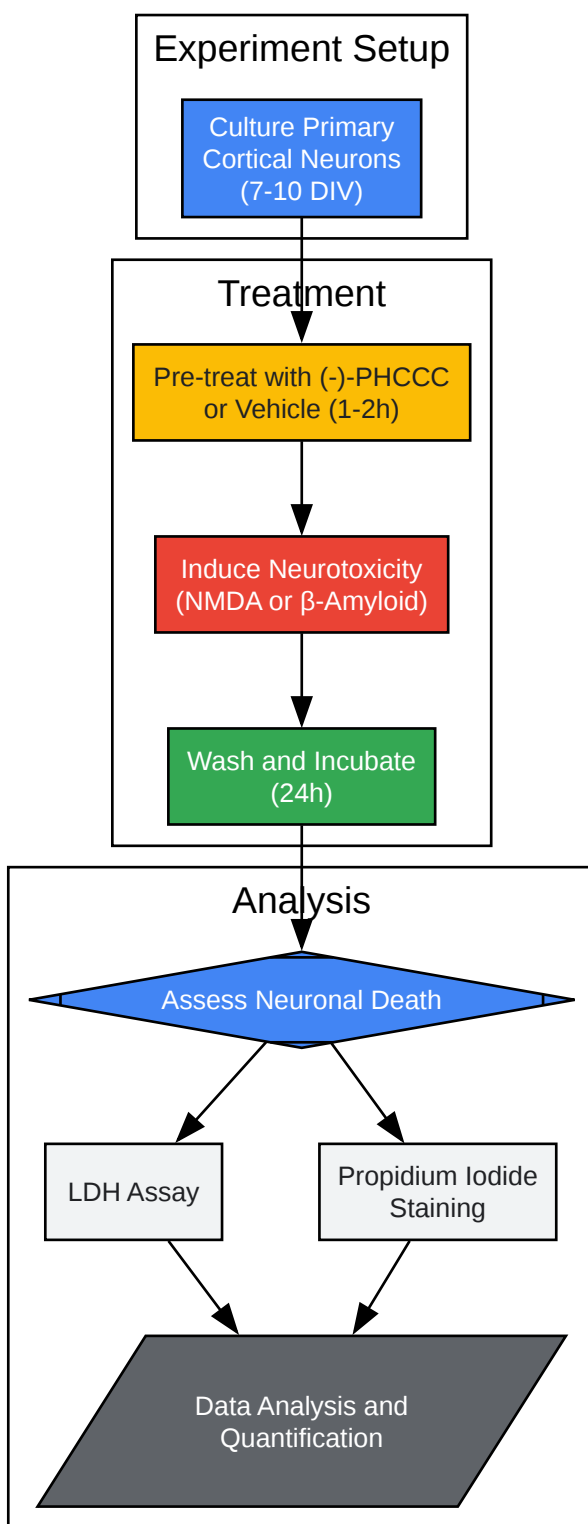 Experiment Setup
Culture Primary
Cortical Neurons
(7-10 DIV)
Treatment
Pre-treat with (-)-PHCCC
or Vehicle (1-2h)
Induce Neurotoxicity
(NMDA or β-Amyloid)
Wash and Incubate
(24h)
Analysis
Assess Neuronal Death
LDH Assay
Propidium Iodide
Staining
Data Analysis and
Quantification